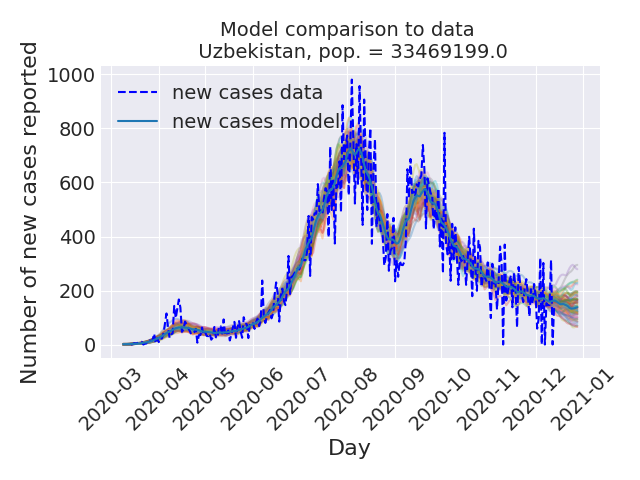 Model comparison to data
Uzbekistan, pop. = 33469199.0
Number of new cases reported
1000
800
600
400
200
0
new cases data
new cases model
2020-03
2020-04
2020-05
2020-06
2020-07
2020-08
2020-09
2020-10
2020-11
2020-12
2021-01
Day